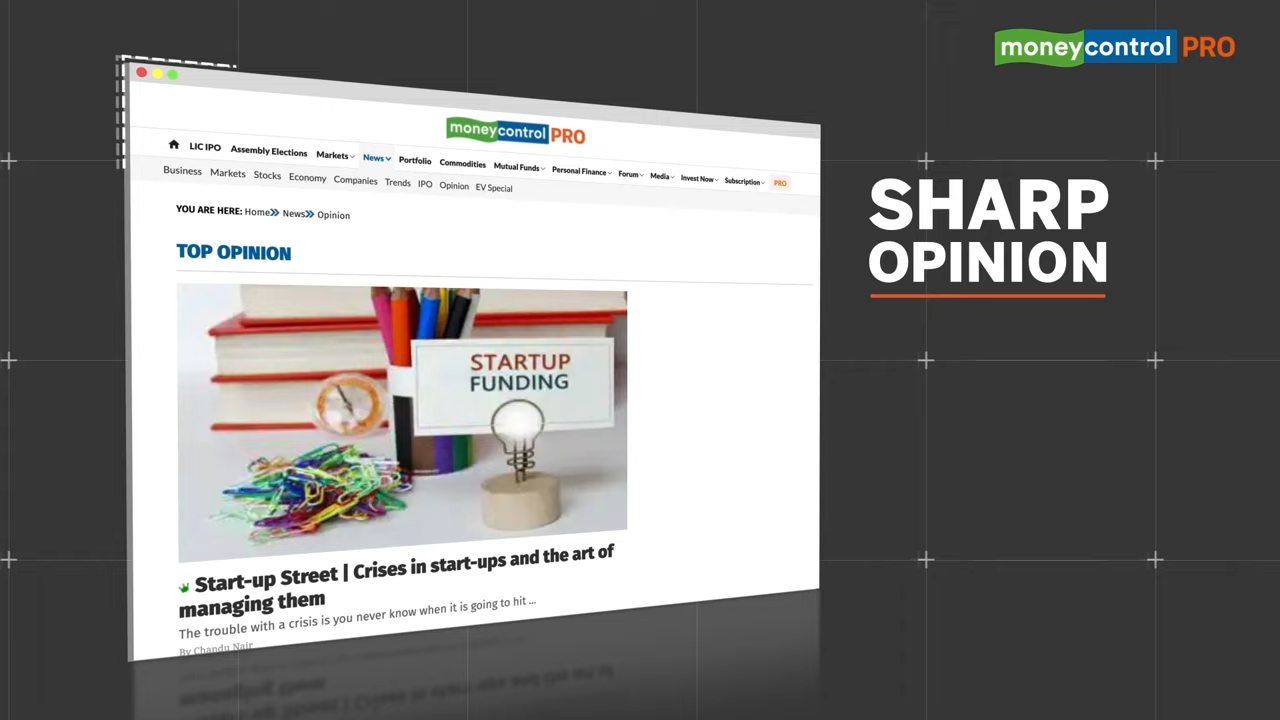 moneycontrol PRO
moneycontrol PRO
LIC IPO Assembly Elections Markets News Portfolio Commodities Mutual Funds Personal Finance Forum Media Invest Now Subscription PRO
Business Markets Stocks Economy Companies Trends IPO Opinion EV Special
YOU ARE HERE: Home» News» Opinion
TOP OPINION
STARTUP
FUNDING
Start-up Street | Crises in start-ups and the art of
managing them
The trouble with a crisis is you never know when it is going to hit ...
By Chandu Nair
SHARP
OPINION